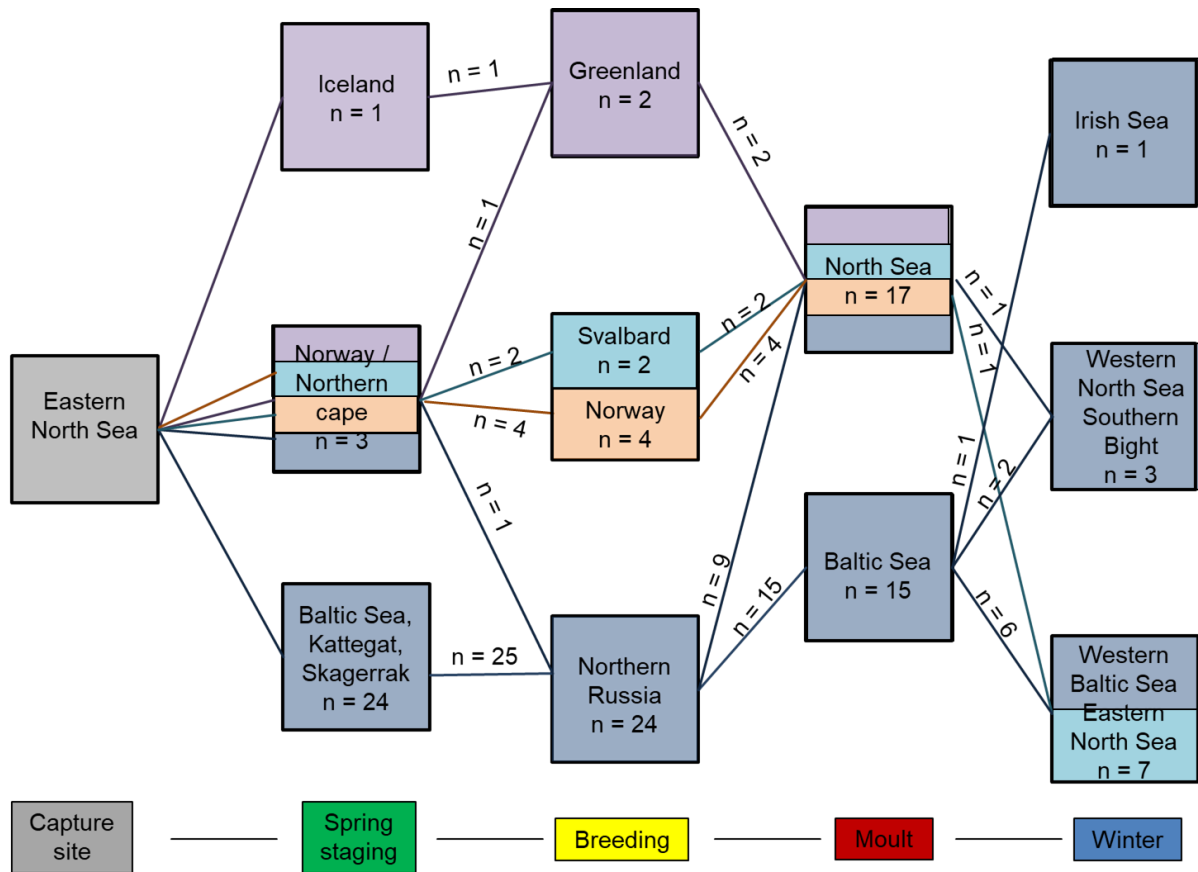 Eastern
North Sea
Iceland
n = 1
Norway /
Northern
cape
n = 3
Baltic Sea,
Kattegat,
Skagerrak
n = 24
n = 1
n = 1
n = 2
n = 4
n = 1
n = 25
Greenland
n = 2
Svalbard
n = 2
Norway
n = 4
Northern
Russia
n = 24
n = 2
n = 2
n = 4
n = 9
n = 15
North Sea
n = 17
Baltic Sea
n = 15
n = 1
n = 1
n = 1
n = 2
n = 6
Irish Sea
n = 1
Western
North Sea
Southern
Bight
n = 3
Western
Baltic Sea
Eastern
North Sea
n = 7
Capture
site
Spring
staging
Breeding
Moult
Winter